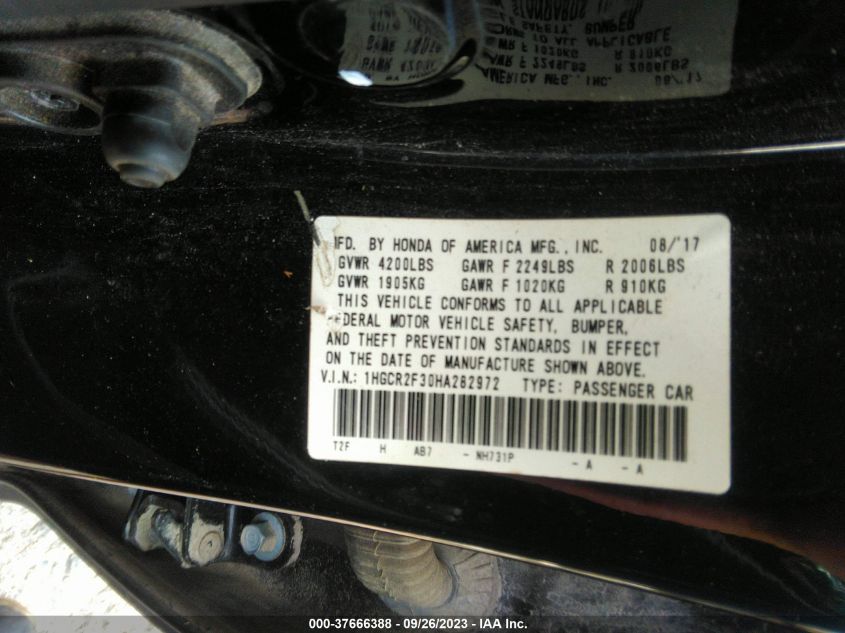 MFD. BY HONDA OF AMERICA MFG., INC. 08/'17
GVWR 4200LBS GAWR F 2249LBS R 2006LBS
GVWR 1905KG GAWR F 1020KG R 910KG
THIS VEHICLE CONFORMS TO ALL APPLICABLE
FEDERAL MOTOR VEHICLE SAFETY, BUMPER,
AND THEFT PREVENTION STANDARDS IN EFFECT
ON THE DATE OF MANUFACTURE SHOWN ABOVE.
V.I.N.: 1HGCR2F30HA282972 TYPE: PASSENGER CAR
T2F H AB7 - NH731P - A - A
000-37666388 - 09/26/2023 - IAA Inc.